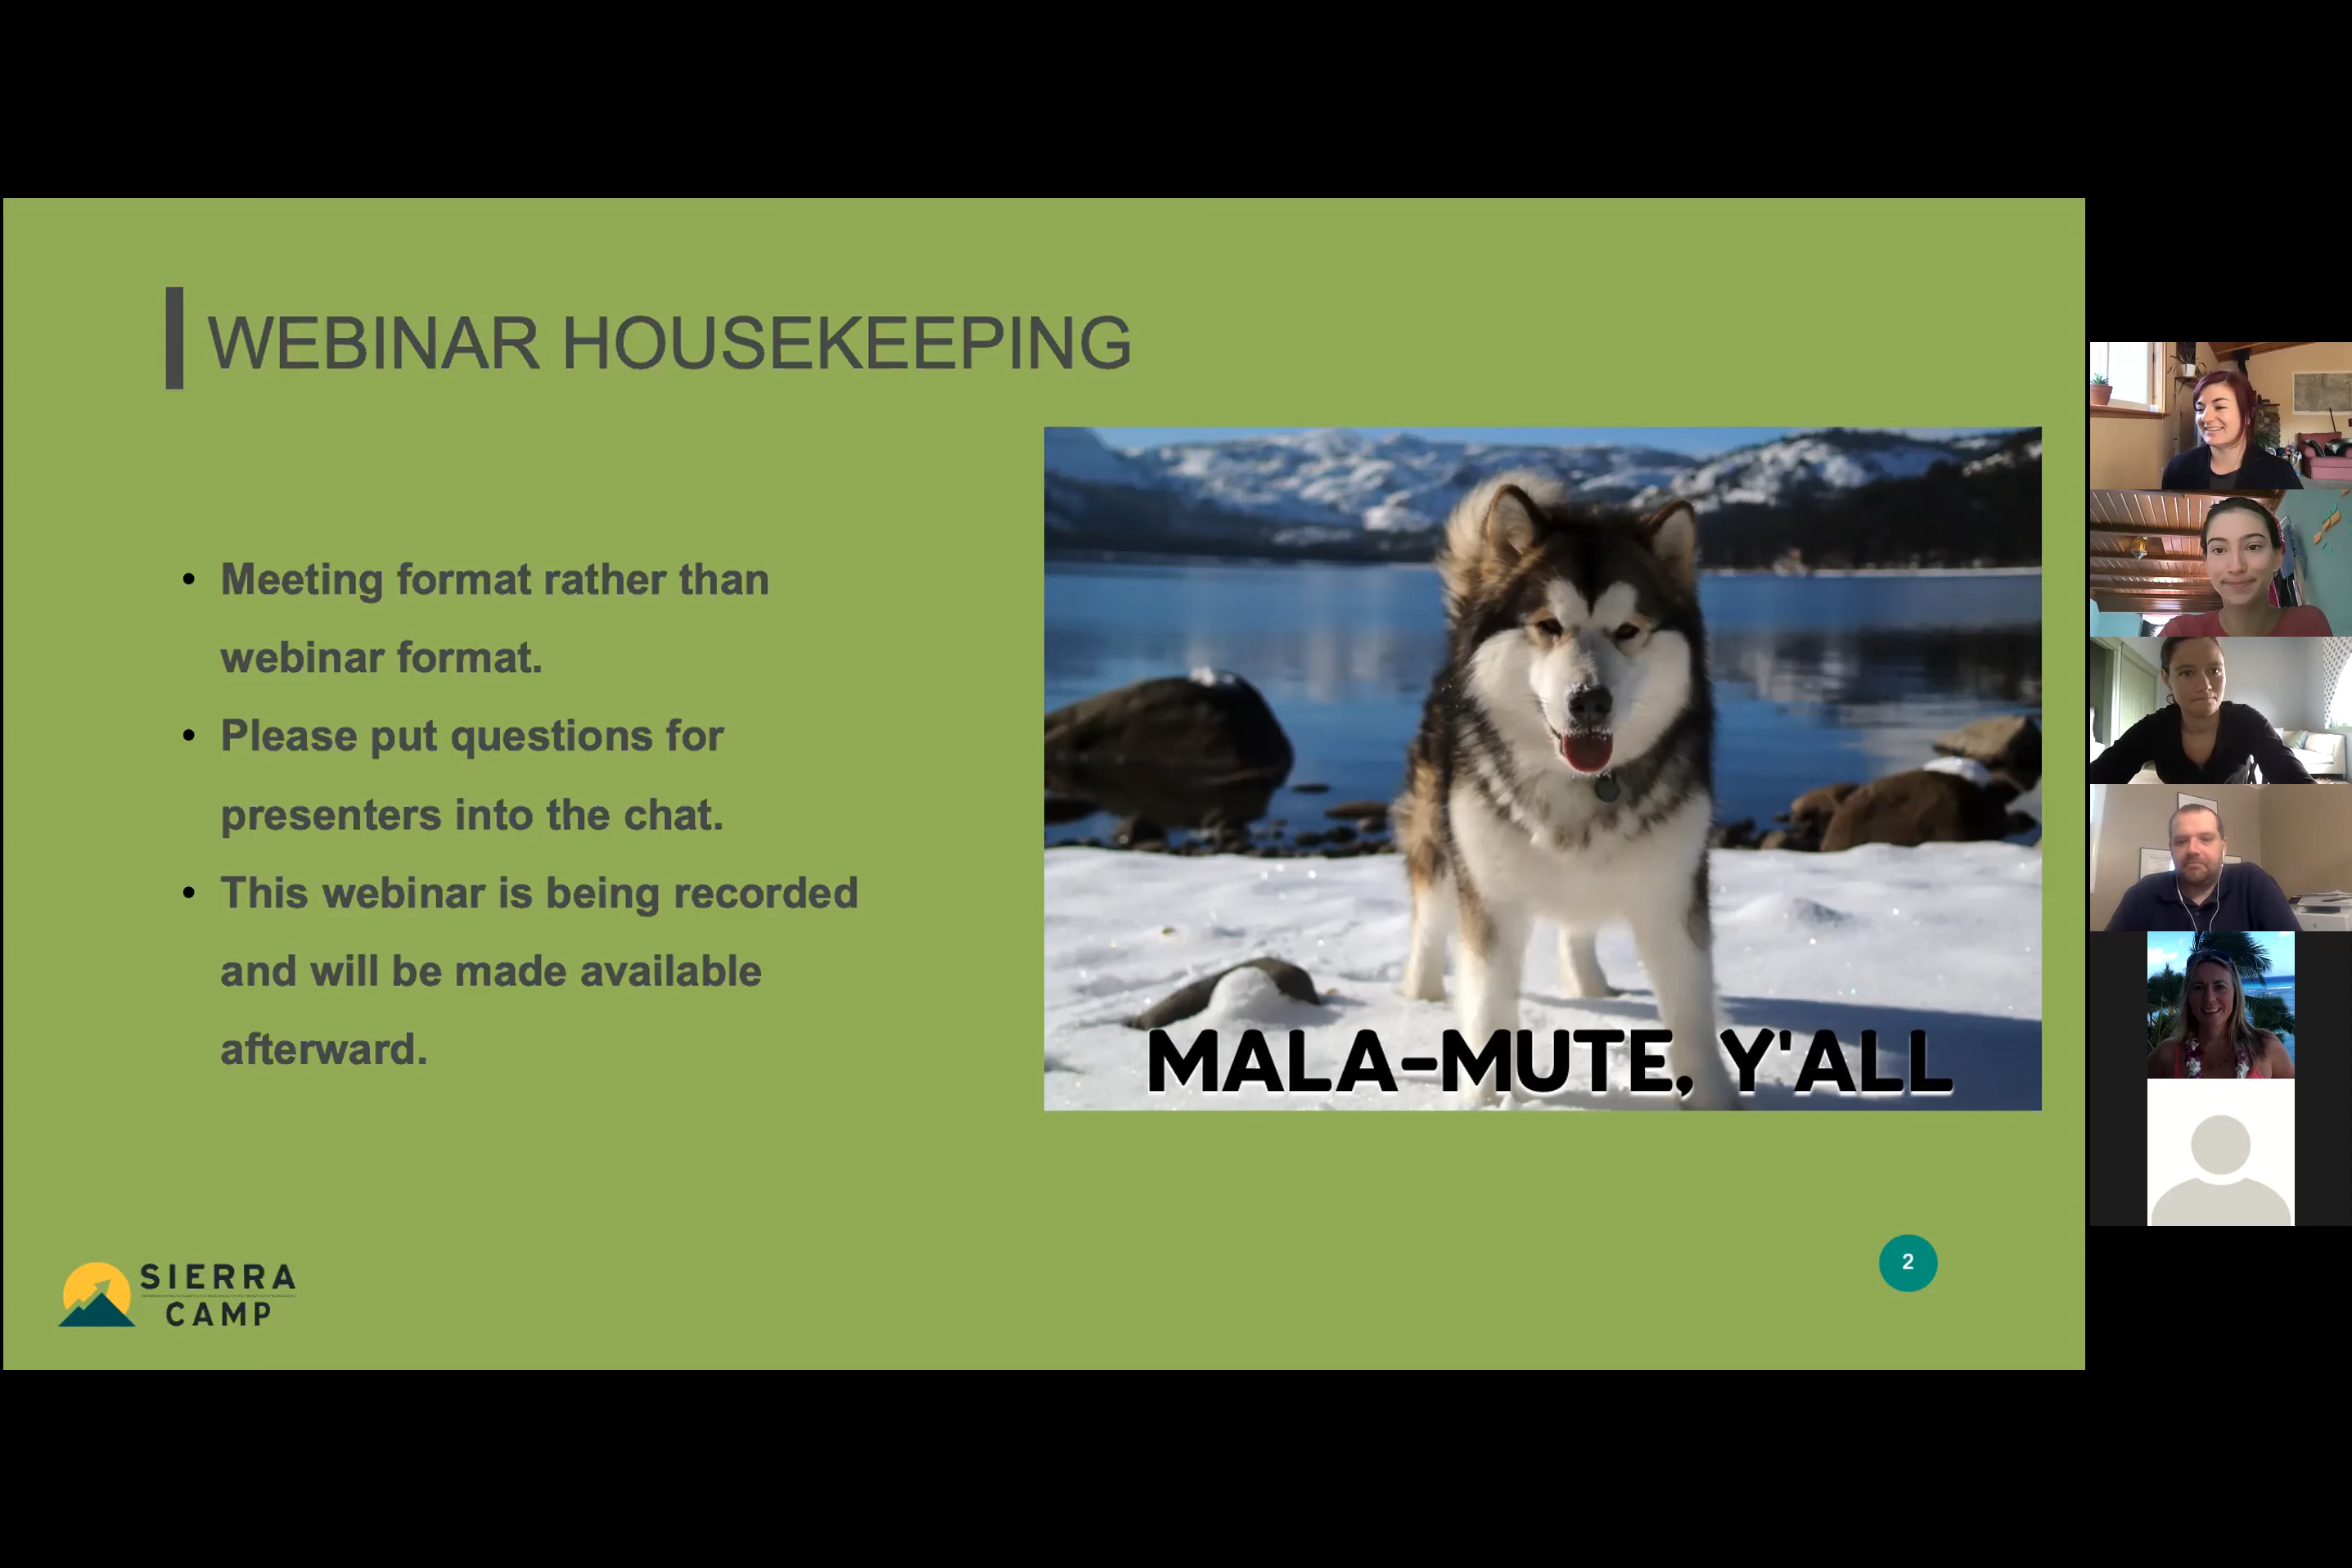 WEBINAR HOUSEKEEPING
• Meeting format rather than
webinar format.
• Please put questions for
presenters into the chat.
• This webinar is being recorded
and will be made available
afterward.
MALA-MUTE, Y'ALL
SIERRA
CAMP
2